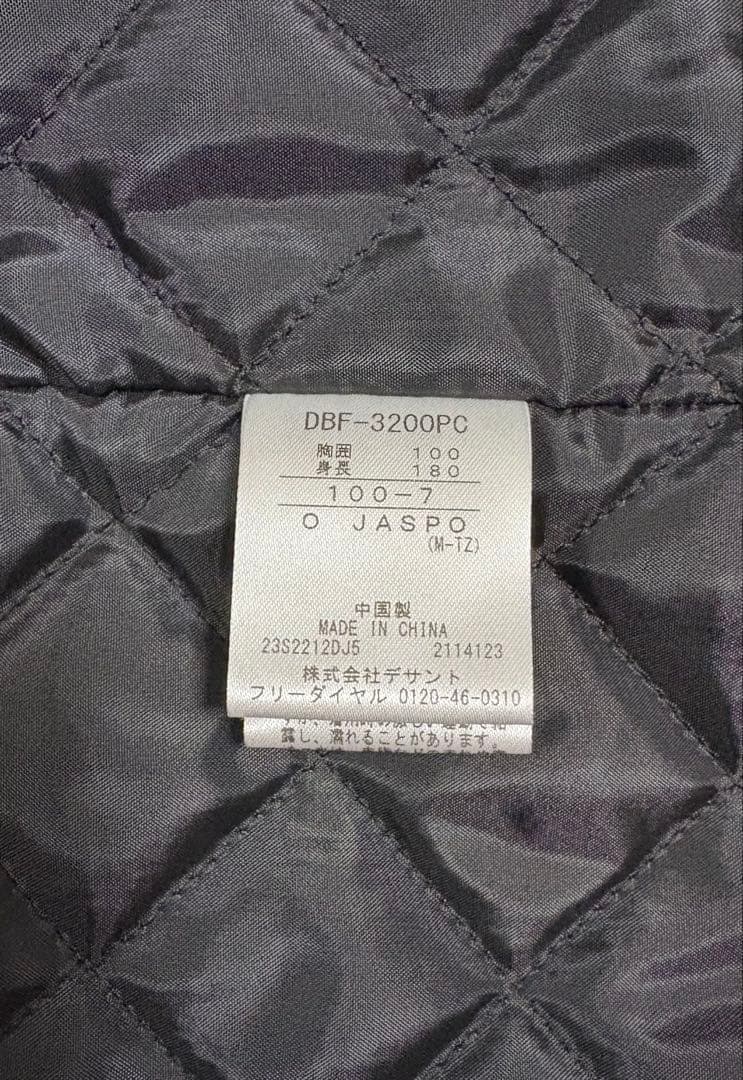 DBF-3200PC
胸囲 100
身長 180
100-7
O JASPO
(M-TZ)
中国製
MADE IN CHINA
23S2212DJ5 2114123
株式会社デサント
フリーダイヤル 0120-46-0310
露し、濡れることがあります。